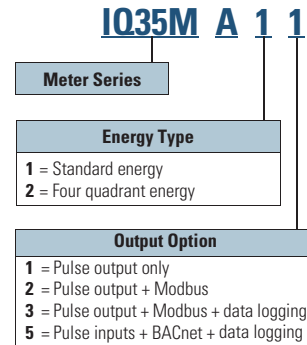 IQ35M A 1 1
Meter Series
Energy Type
1 = Standard energy
2 = Four quadrant energy
Output Option
1 = Pulse output only
2 = Pulse output + Modbus
3 = Pulse output + Modbus + data logging
5 = Pulse inputs + BACnet + data logging